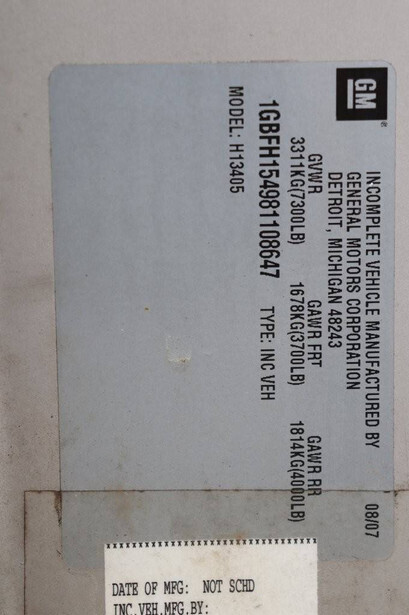 GM
INCOMPLETE VEHICLE MANUFACTURED BY 08/07
GENERAL MOTORS CORPORATION
DETROIT, MICHIGAN 48243
GVWR GAWR FRT GAWR RR
3311KG(7300LB) 1678KG(3700LB) 1814KG(4000LB)
1GBFH154981108647 TYPE: INC VEH
MODEL: H13405
DATE OF MFG: NOT SCHD
INC.VEH.MFG.BY: